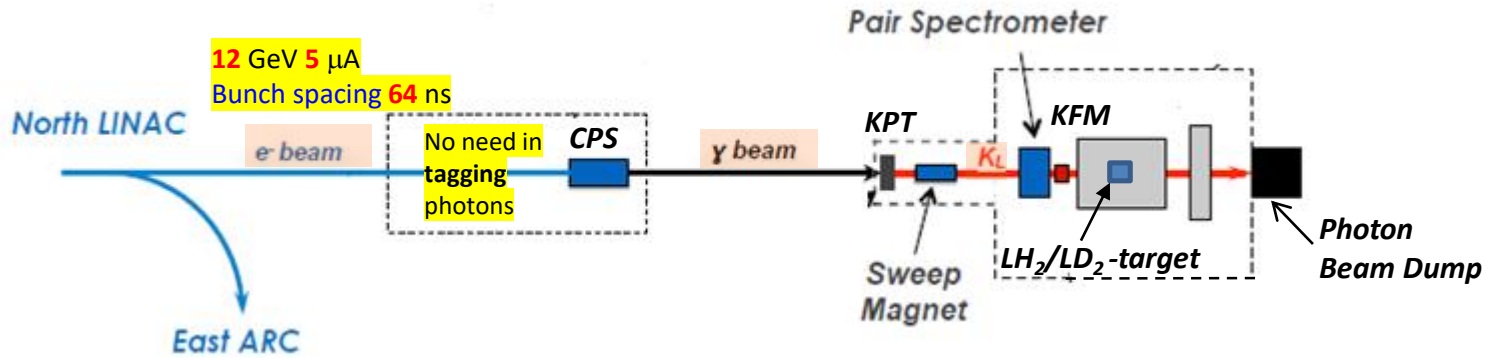 Pair Spectrometer
12 GeV 5 μA
Bunch spacing 64 ns
North LINAC
e⁻ beam
No need in
tagging
photons
CPS
γ beam
KPT
K_L
KFM
LH₂/LD₂-target
Sweep
Magnet
Photon
Beam Dump
East ARC